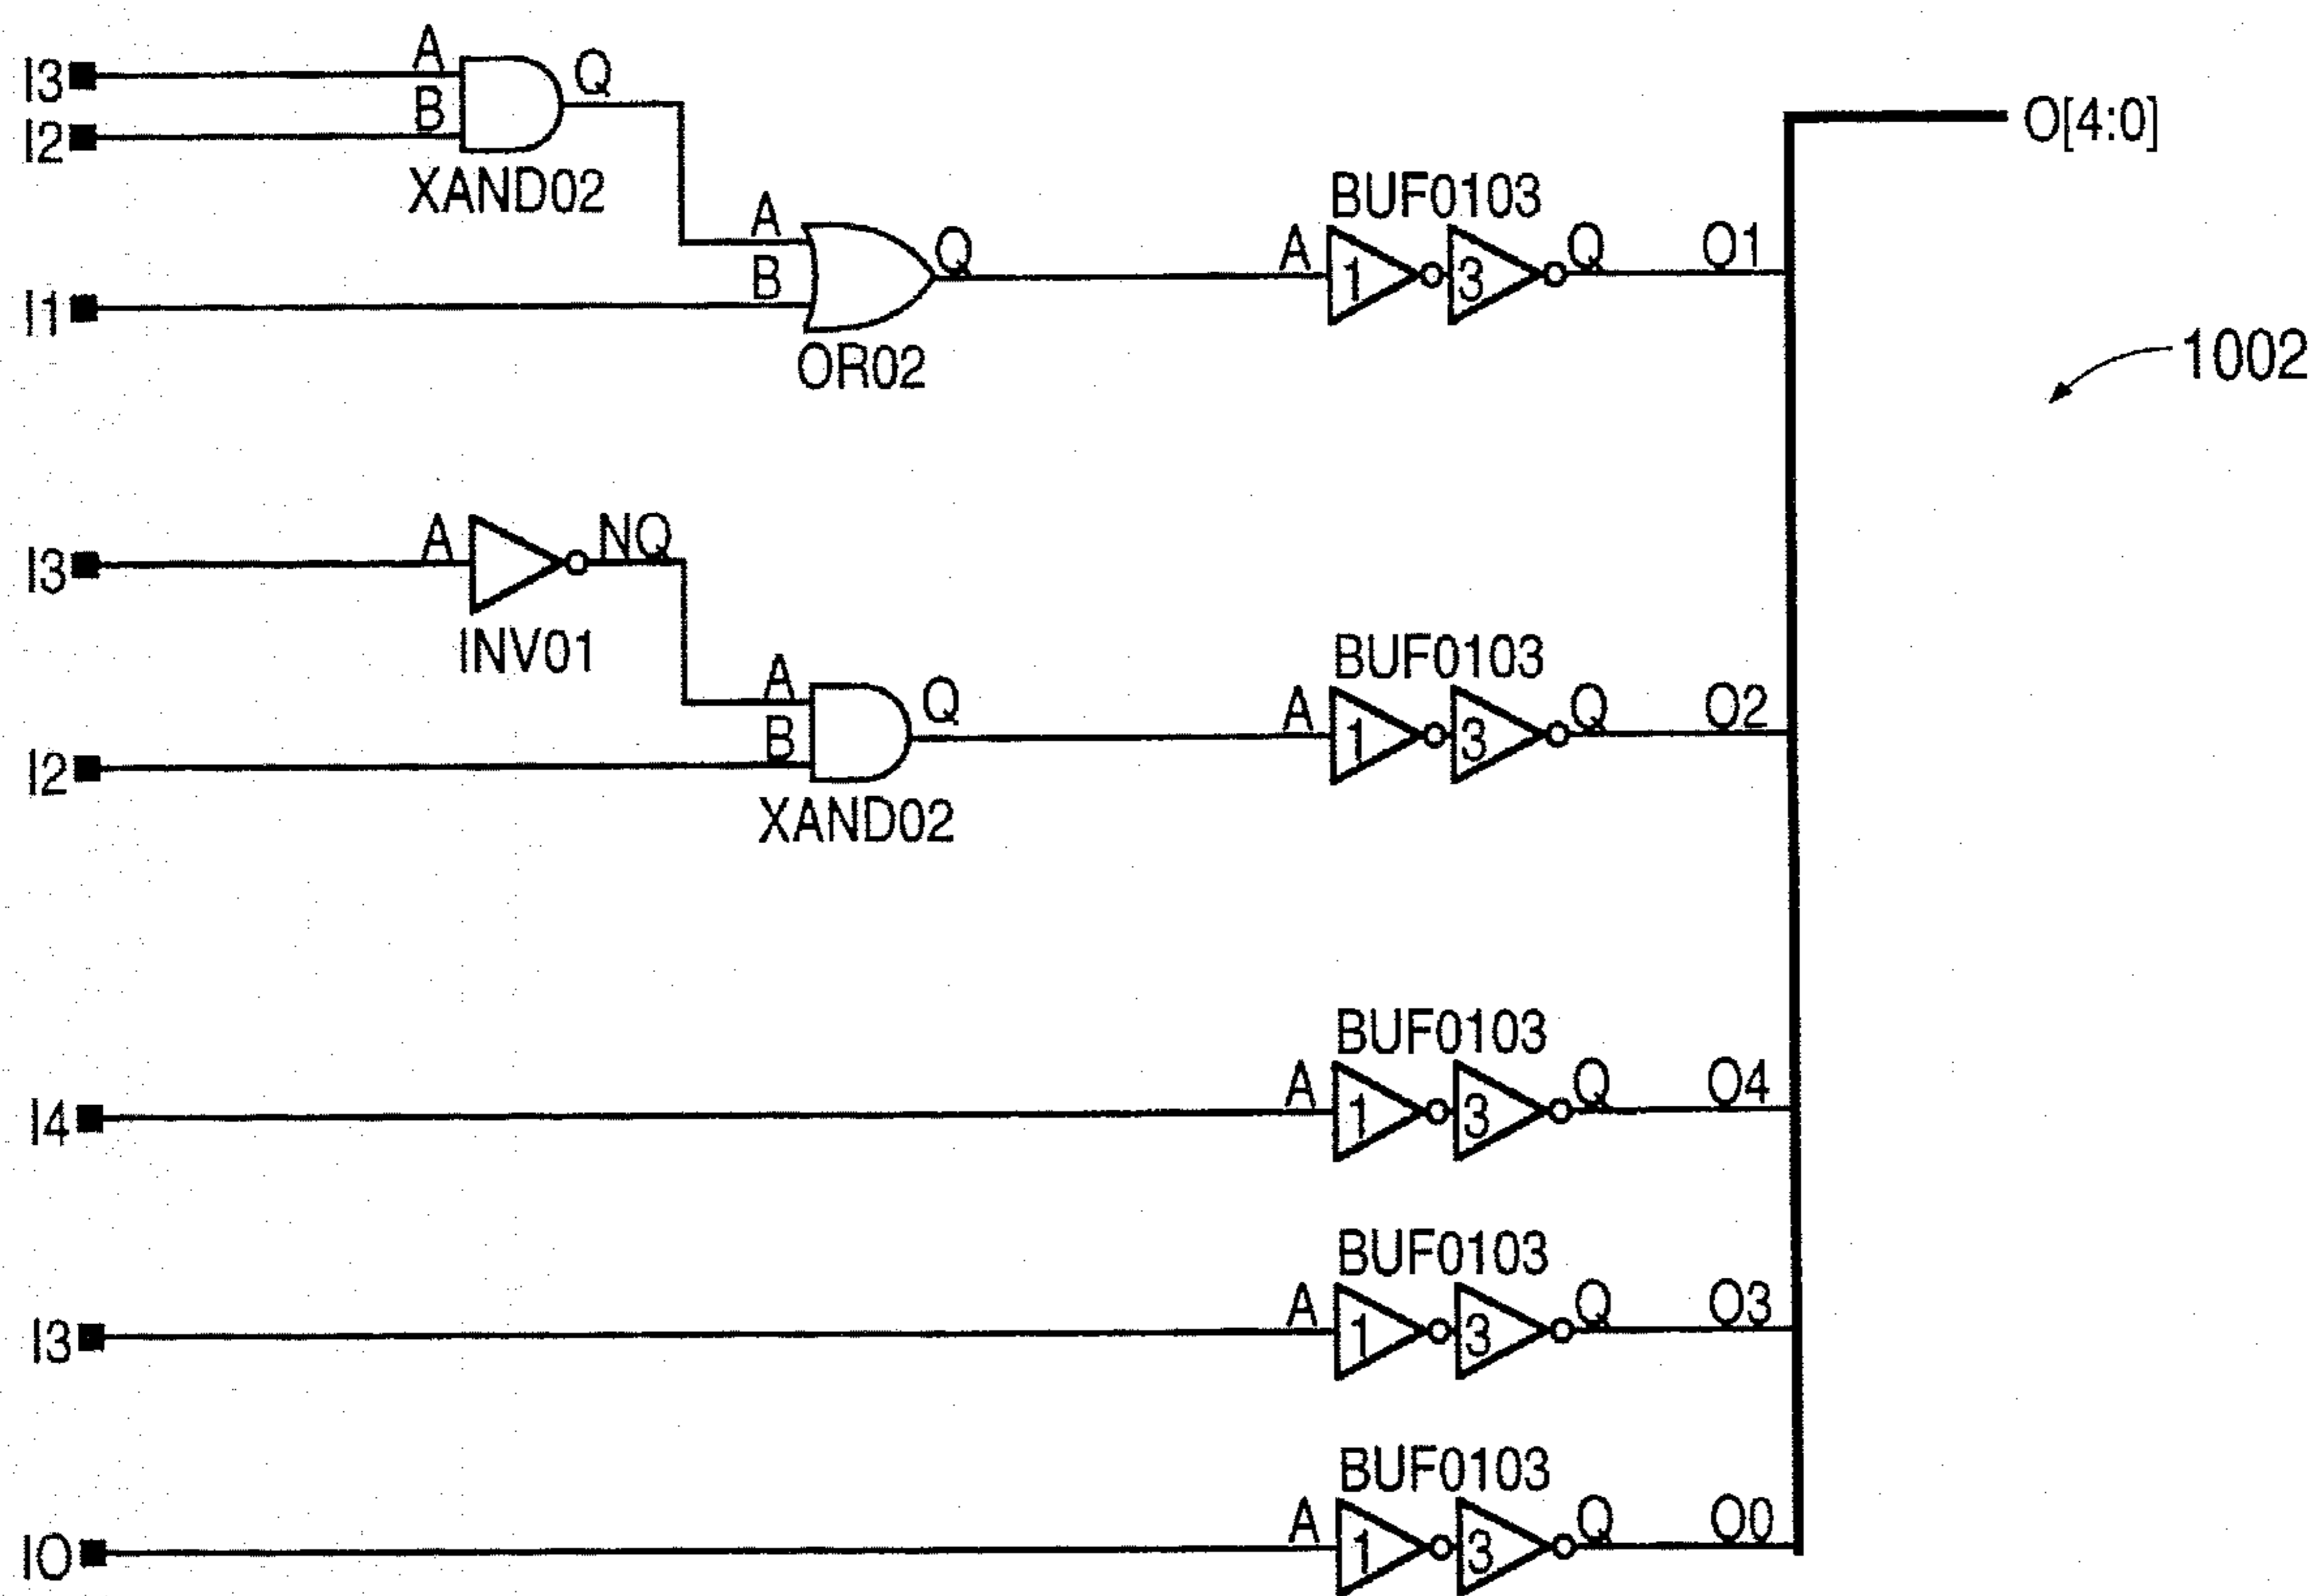 A
I3
Q
B
I2
XAND02
O[4:0]
A
BUF0103
Q
A
1
3
Q
O1
B
I1
OR02
1002
A
NQ
I3
INV01
BUF0103
A
Q
A
1
3
Q
O2
B
I2
XAND02
BUF0103
A
1
3
Q
O4
I4
BUF0103
A
1
3
Q
O3
I3
BUF0103
A
1
3
Q
O0
I0